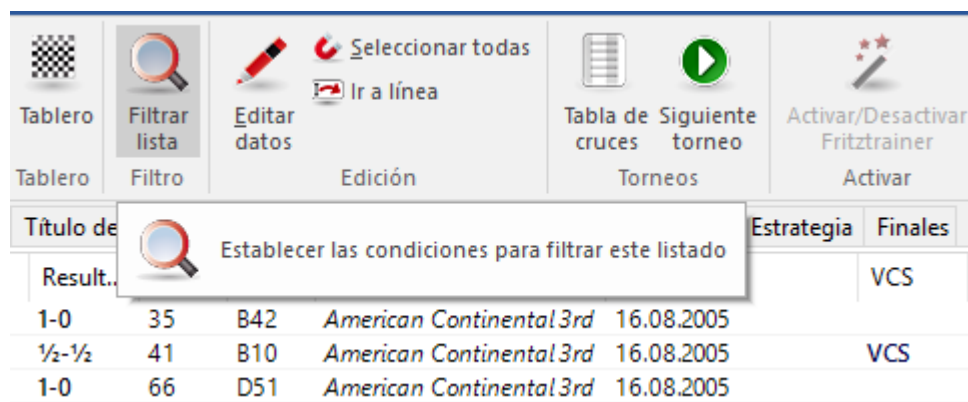 Seleccionar todas
Ir a línea
Tablero
Filtrar lista
Editar datos
Tabla de cruces
Siguiente torneo
Activar/Desactivar Fritztrainer
Tablero
Filtro
Edición
Torneos
Activar
Título de
Estrategia
Finales
Establecer las condiciones para filtrar este listado
Result..
VCS
1-0 35 B42 American Continental 3rd 16.08.2005
½-½ 41 B10 American Continental 3rd 16.08.2005 VCS
1-0 66 D51 American Continental 3rd 16.08.2005